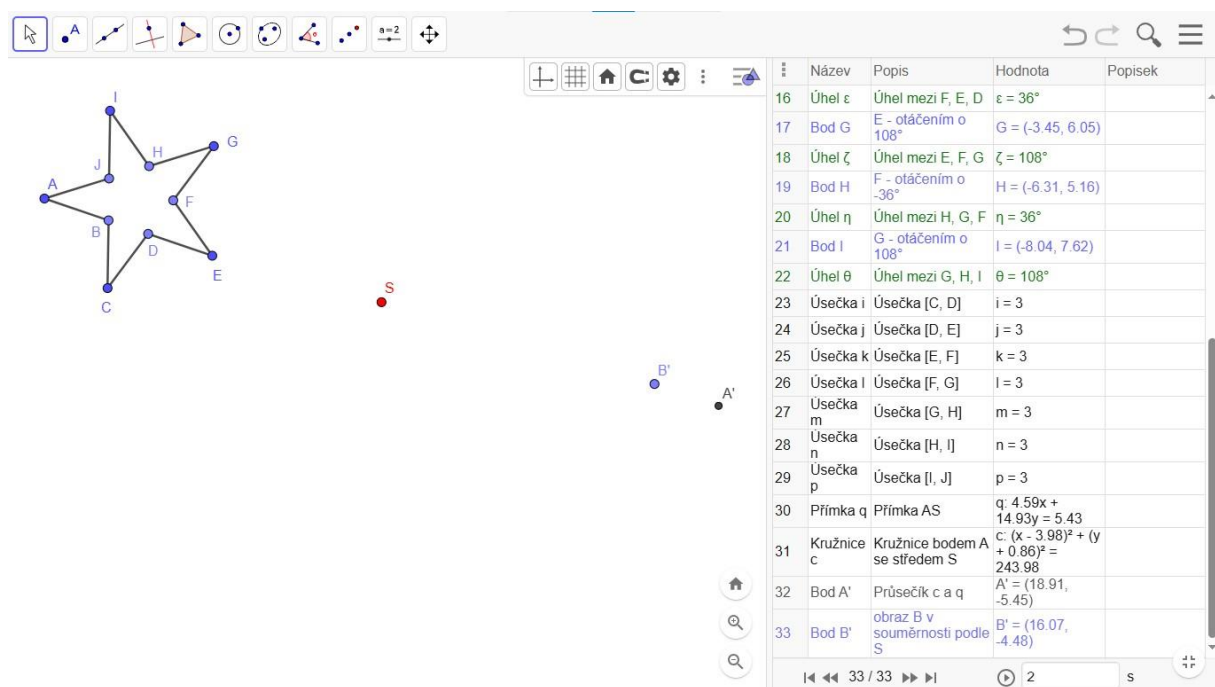 A
a=2
Název Popis Hodnota Popisek
16 Úhel ε Úhel mezi F, E, D ε = 36°
17 Bod G E - otáčením o
108° G = (-3.45, 6.05)
18 Úhel ζ Úhel mezi E, F, G ζ = 108°
19 Bod H F - otáčením o
-36° H = (-6.31, 5.16)
20 Úhel η Úhel mezi H, G, F η = 36°
21 Bod I G - otáčením o
108° I = (-8.04, 7.62)
22 Úhel θ Úhel mezi G, H, I θ = 108°
23 Úsečka i Úsečka [C, D] i = 3
24 Úsečka j Úsečka [D, E] j = 3
25 Úsečka k Úsečka [E, F] k = 3
26 Úsečka l Úsečka [F, G] l = 3
27 Úsečka
m Úsečka [G, H] m = 3
28 Úsečka
n Úsečka [H, I] n = 3
29 Úsečka
p Úsečka [I, J] p = 3
30 Přímka q Přímka AS q: 4.59x +
14.93y = 5.43
31 Kružnice
c Kružnice bodem A
se středem S c: (x - 3.98)² + (y
+ 0.86)² =
243.98
32 Bod A' Průsečík c a q A' = (18.91,
-5.45)
33 Bod B' obraz B v
souměrnosti podle
S B' = (16.07,
-4.48)
33 / 33 2 s
I
G
H
J
A
F
B
D
E
C
S
B'
A'